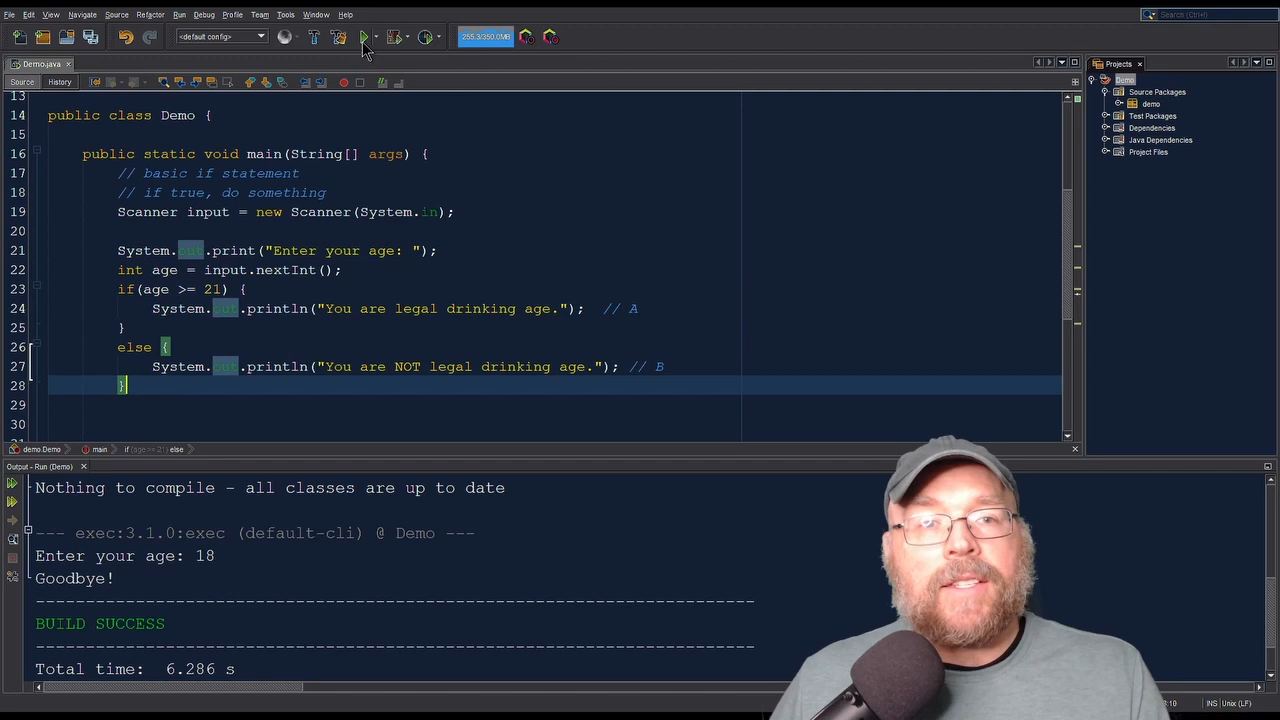 File Edit View Navigate Source Refactor Run Debug Profile Team Tools Window Help
Search (Ctrl+I)
<default config>
255.3/350.0MB
Demo.java
Projects
Source History
13
14 public class Demo {
15
16 public static void main(String[] args) {
17 // basic if statement
18 // if true, do something
19 Scanner input = new Scanner(System.in);
20
21 System.out.print("Enter your age: ");
22 int age = input.nextInt();
23 if(age >= 21) {
24 System.out.println("You are legal drinking age."); // A
25 }
26 else {
27 System.out.println("You are NOT legal drinking age."); // B
28 }
29
30
Demo
Source Packages
demo
Test Packages
Dependencies
Java Dependencies
Project Files
demo.Demo main if (age >= 21) else
Output - Run (Demo)
Nothing to compile - all classes are up to date
--- exec:3.1.0:exec (default-cli) @ Demo ---
Enter your age: 18
Goodbye!
------------------------------------------------------------------------
BUILD SUCCESS
------------------------------------------------------------------------
Total time: 6.286 s
INS Unix (LF)